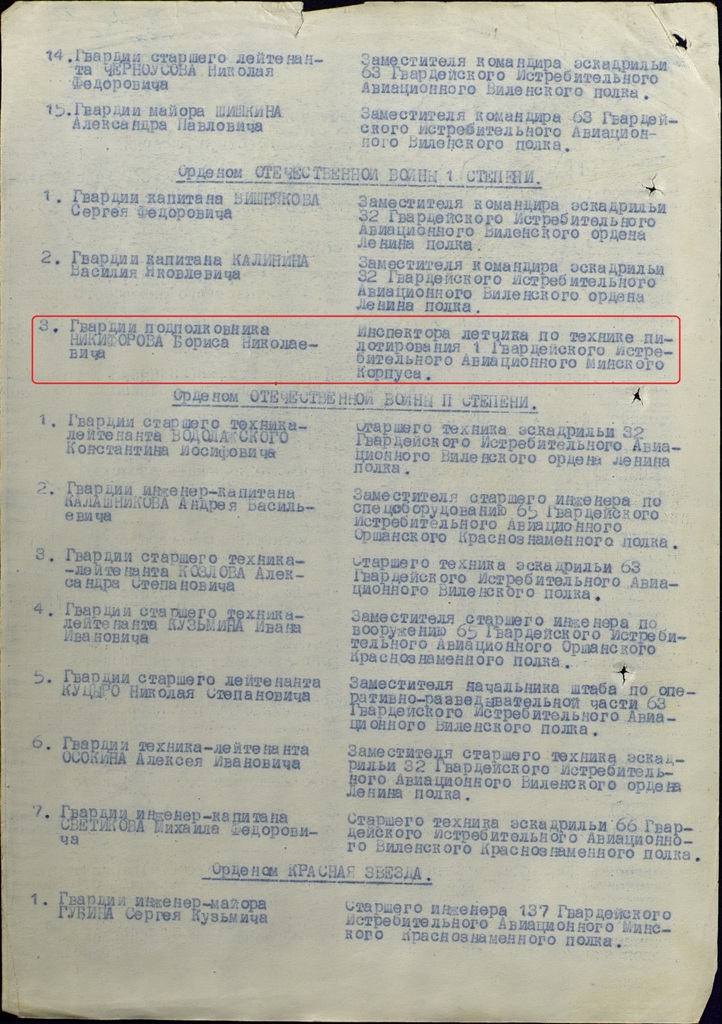 14. Гвардии старшего лейтенан-
та ЧЕРНОУСОВА Николая
Федоровича
Заместителя командира эскадрильи
63 Гвардейского Истребительного
Авиационного Виленского полка.
15. Гвардии майора ШИШКИНА
Александра Павловича
Заместителя командира 63 Гвардей-
ского Истребительного Авиацион-
ного Виленского полка.
Орденом ОТЕЧЕСТВЕННОЙ ВОЙНЫ 1 СТЕПЕНИ.
1. Гвардии капитана ВИШНЯКОВА
Сергея Федоровича
Заместителя командира эскадрильи
32 Гвардейского Истребительного
Авиационного Виленского ордена
Ленина полка.
2. Гвардии капитана КАЛИНИНА
Василия Яковлевича
Заместителя командира эскадрильи
32 Гвардейского Истребительного
Авиационного Виленского ордена
Ленина полка.
3. Гвардии подполковника
НИКИФОРОВА Бориса Николае-
вича
Инспектора летчика по технике пи-
лотирования 1 Гвардейского Истре-
бительного Авиационного Минского
Корпуса.
Орденом ОТЕЧЕСТВЕННОЙ ВОЙНЫ П СТЕПЕНИ.
1. Гвардии старшего техника-
лейтенанта ВОДОЛАЖСКОГО
Константина Иосифовича
Старшего техника эскадрильи 32
Гвардейского Истребительного Авиа-
ционного Виленского ордена Ленина
полка.
2. Гвардии инженер-капитана
КАЛАШНИКОВА Андрея Василь-
евича
Заместителя старшего инженера по
спецоборудованию 65 Гвардейского
Истребительного Авиационного
Оршанского Краснознаменного полка.
3. Гвардии старшего техника-
-лейтенанта КОЗЛОВА Алек-
сандра Степановича
Старшего техника эскадрильи 63
Гвардейского Истребительного Авиа-
ционного Виленского полка.
4. Гвардии старшего техника-
лейтенанта КУЗЬМИНА Ивана
Ивановича
Заместителя старшего инженера по
вооружению 65 Гвардейского Истреби-
тельного Авиационного Оршанского
Краснознаменного полка.
5. Гвардии старшего лейтенанта
КУЦЫРО Николая Степановича
Заместителя начальника штаба по опе-
ративно-разведывательной части 63
Гвардейского Истребительного Авиа-
ционного Виленского полка.
6. Гвардии техника-лейтенанта
ОСОКИНА Алексея Ивановича
Заместителя старшего техника эскад-
рильи 32 Гвардейского Истребитель-
ного Авиационного Виленского ордена
Ленина полка.
7. Гвардии инженер-капитана
СВЕТИКОВА Михаила Федорови-
ча
Старшего техника эскадрильи 66 Гвар-
дейского Истребительного Авиационно-
го Виленского Краснознаменного полка.
Орденом КРАСНАЯ ЗВЕЗДА.
1. Гвардии инженер-майора
ГУБИНА Сергея Кузьмича
Старшего инженера 137 Гвардейского
Истребительного Авиационного Минс-
кого Краснознаменного полка.